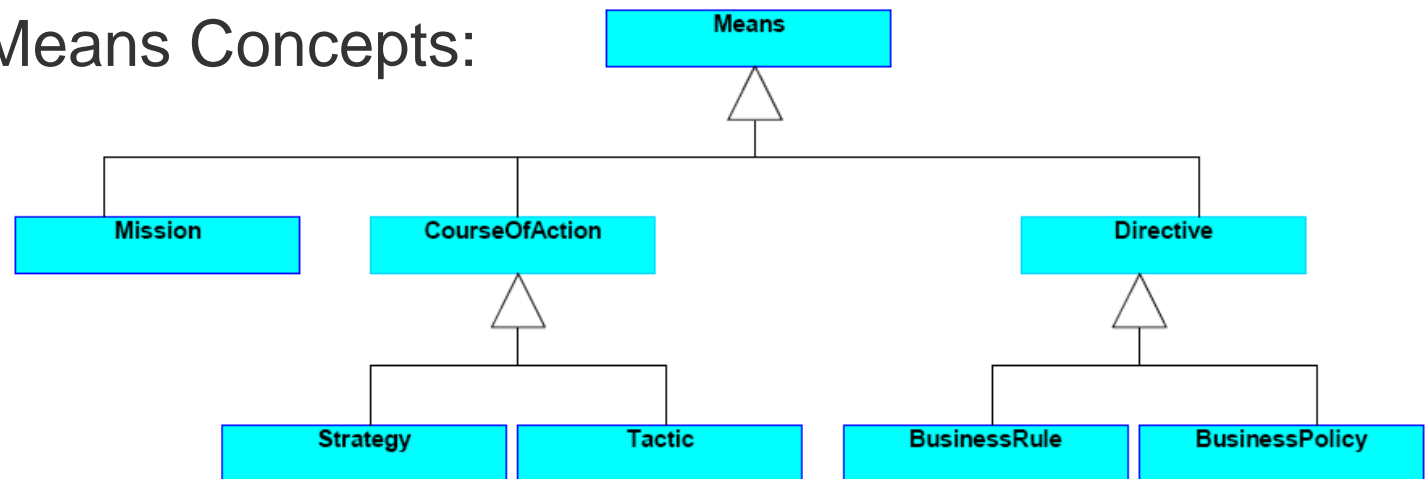 Means Concepts:
Means
Mission
CourseOfAction
Directive
Strategy
Tactic
BusinessRule
BusinessPolicy